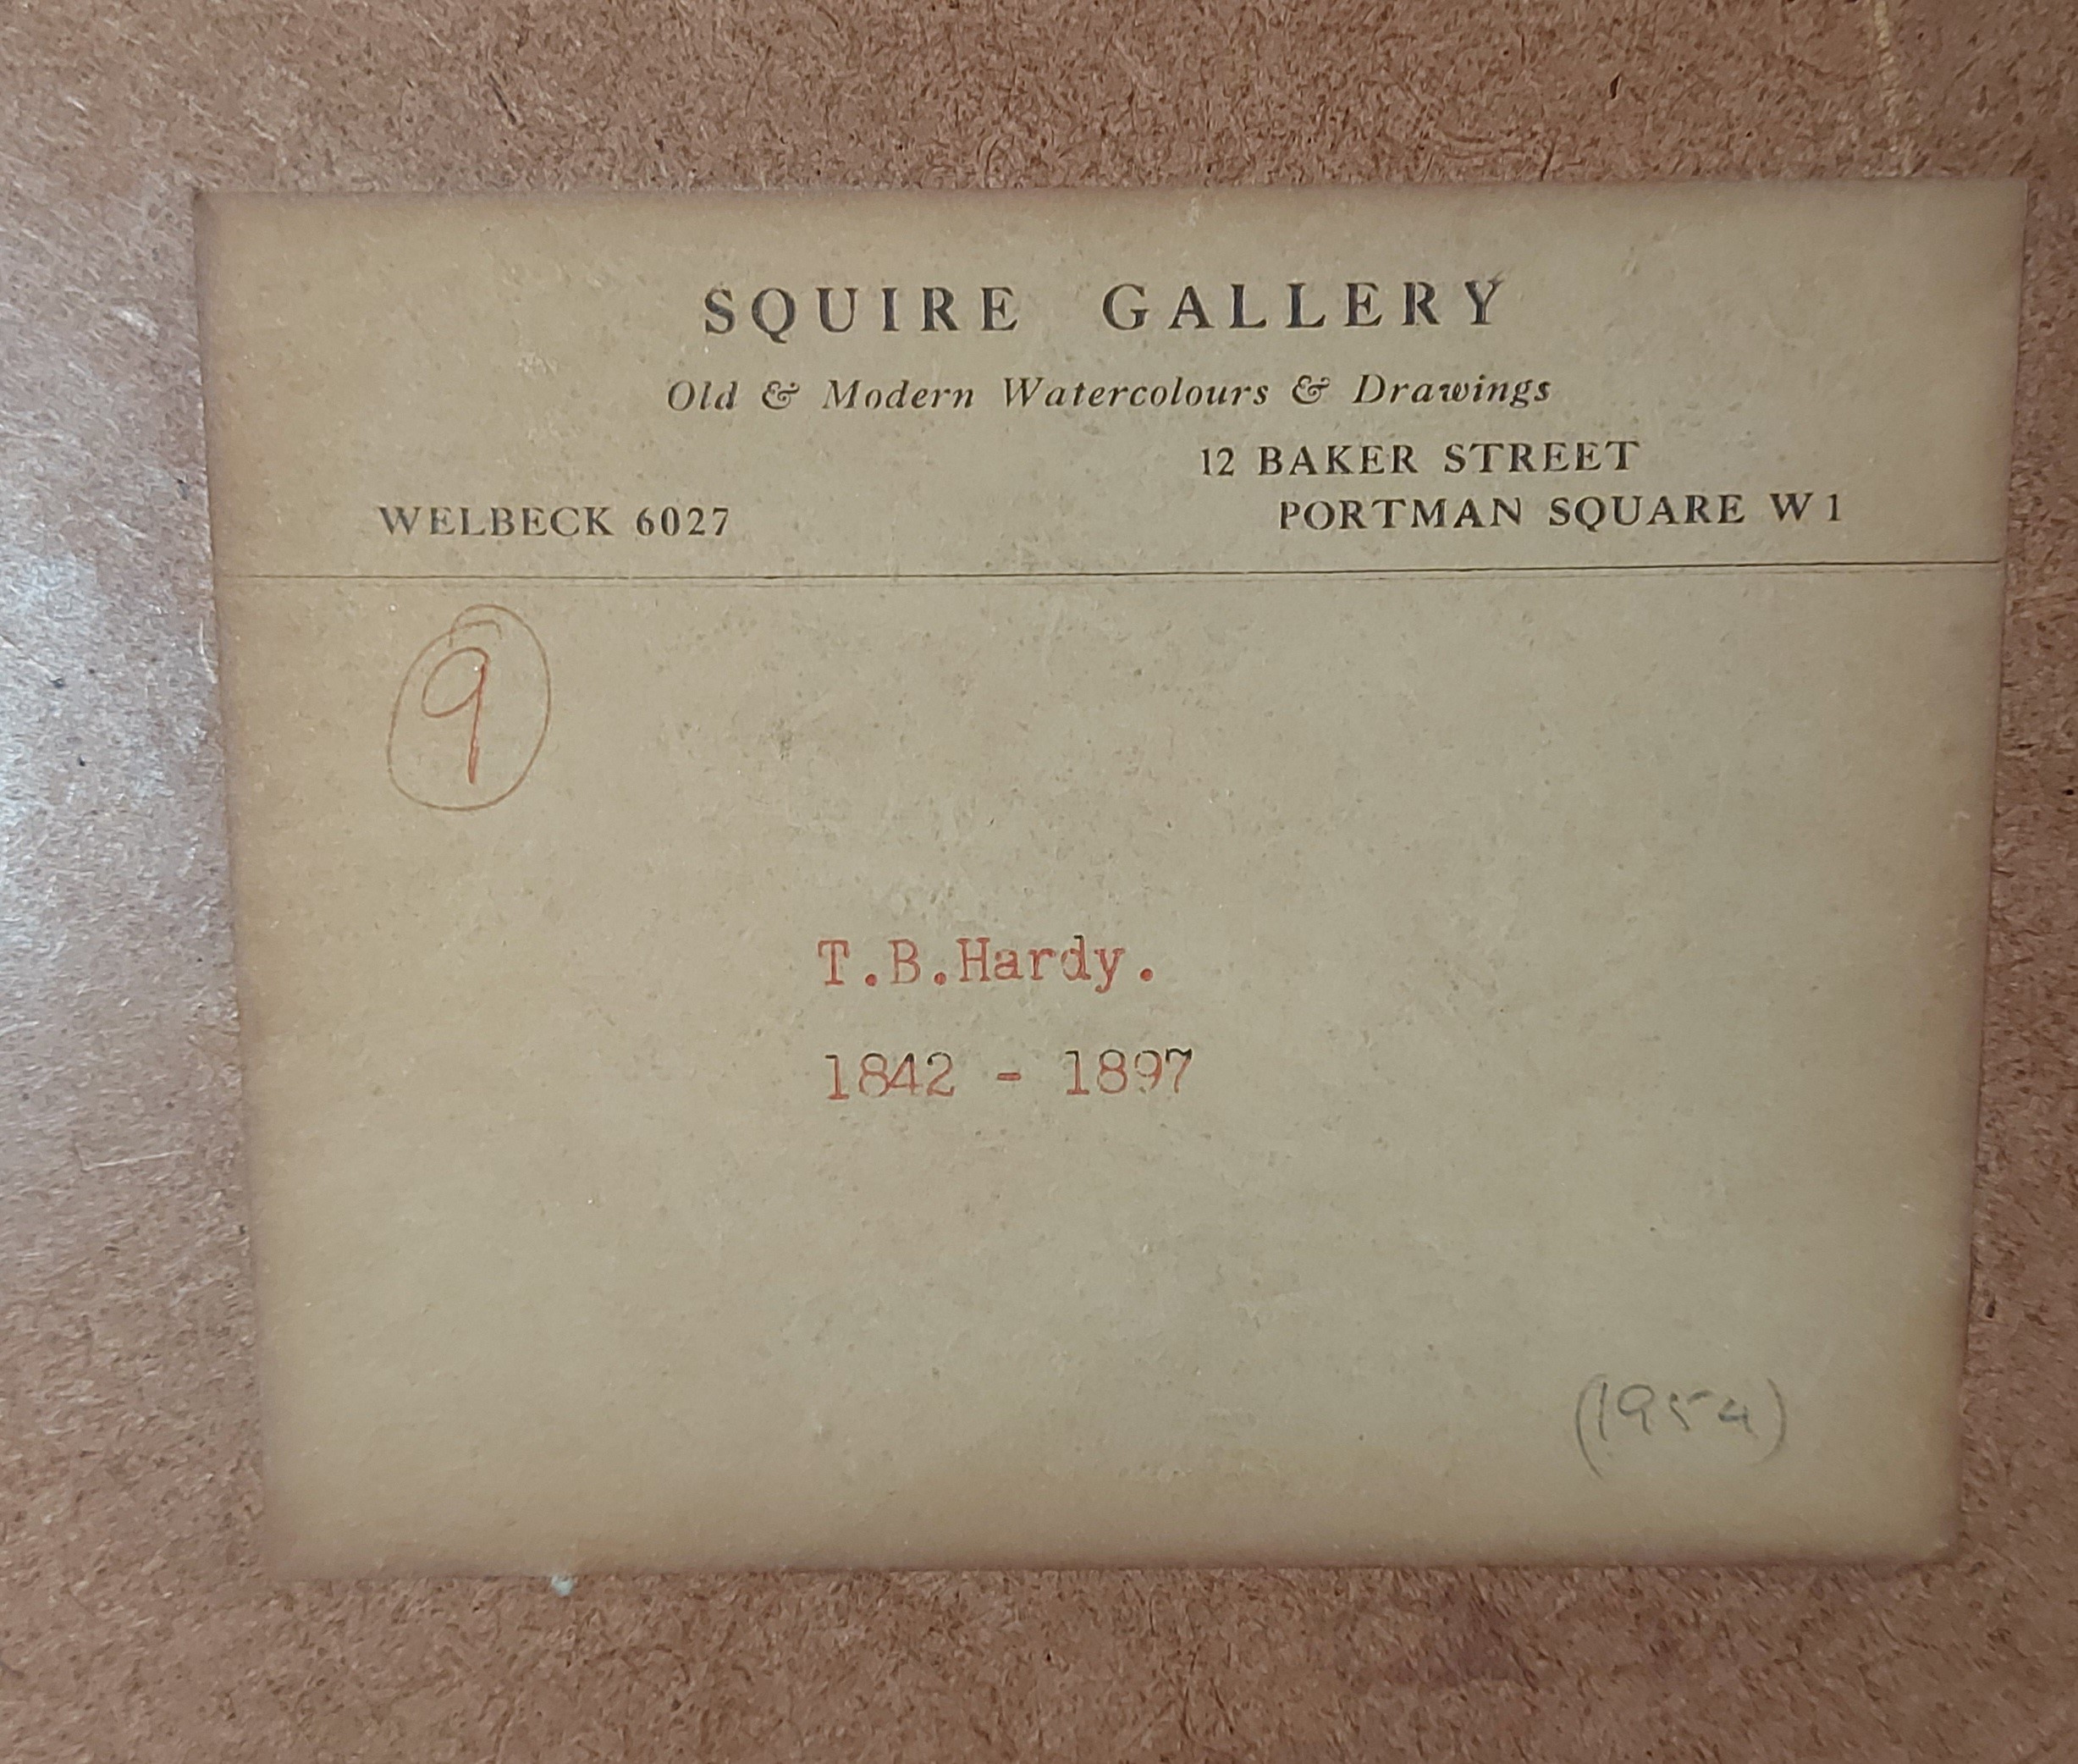 SQUIRE GALLERY
Old & Modern Watercolours & Drawings
12 BAKER STREET
WELBECK 6027
PORTMAN SQUARE W1
9
T.B.Hardy.
1842 - 1897
(1954)